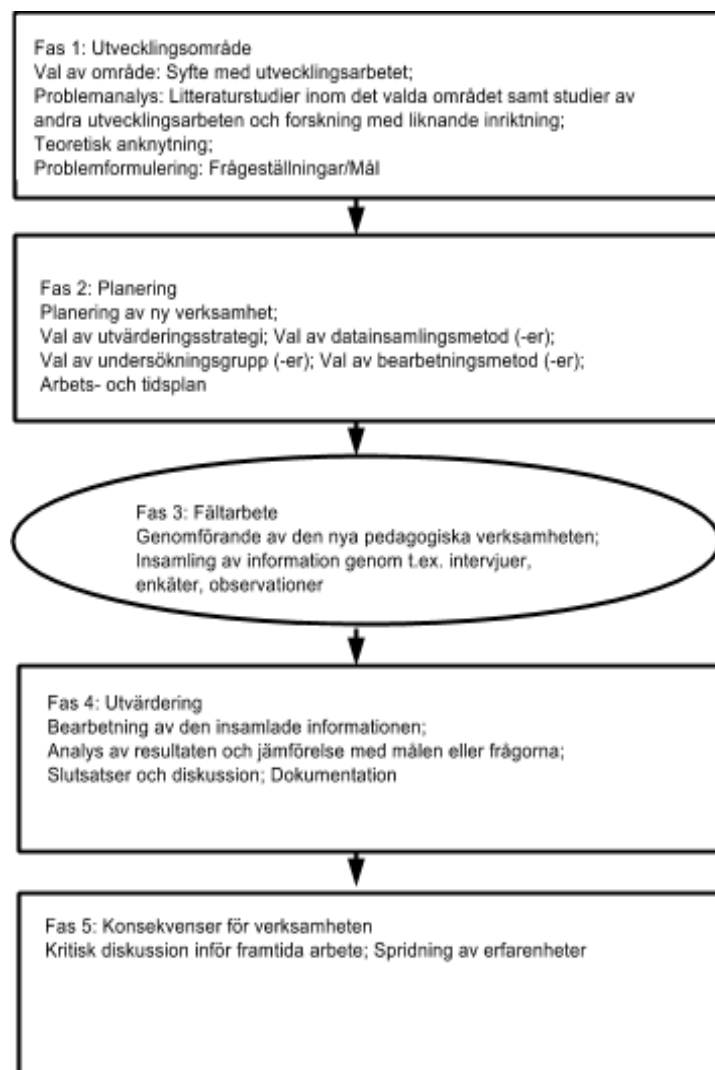 Fas 1: Utvecklingsområde
Val av område: Syfte med utvecklingsarbetet;
Problemanalys: Litteraturstudier inom det valda området samt studier av
andra utvecklingsarbeten och forskning med liknande inriktning;
Teoretisk anknytning;
Problemformulering: Frågeställningar/Mål
Fas 2: Planering
Planering av ny verksamhet;
Val av utvärderingsstrategi; Val av datainsamlingsmetod (-er);
Val av undersökningsgrupp (-er); Val av bearbetningsmetod (-er);
Arbets- och tidsplan
Fas 3: Fältarbete
Genomförande av den nya pedagogiska verksamheten;
Insamling av information genom t.ex. intervjuer,
enkäter, observationer
Fas 4: Utvärdering
Bearbetning av den insamlade informationen;
Analys av resultaten och jämförelse med målen eller frågorna;
Slutsatser och diskussion; Dokumentation
Fas 5: Konsekvenser för verksamheten
Kritisk diskussion inför framtida arbete; Spridning av erfarenheter